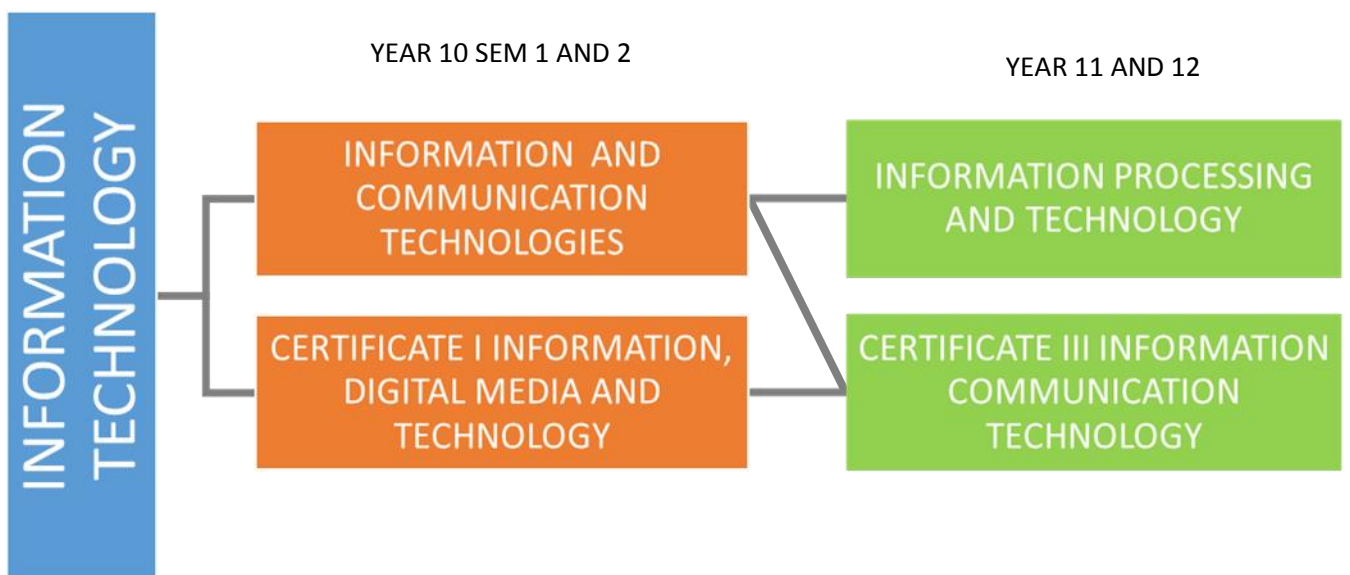 INFORMATION
TECHNOLOGY
YEAR 10 SEM 1 AND 2
INFORMATION AND
COMMUNICATION
TECHNOLOGIES
CERTIFICATE I INFORMATION,
DIGITAL MEDIA AND
TECHNOLOGY
YEAR 11 AND 12
INFORMATION PROCESSING
AND TECHNOLOGY
CERTIFICATE III INFORMATION
COMMUNICATION
TECHNOLOGY